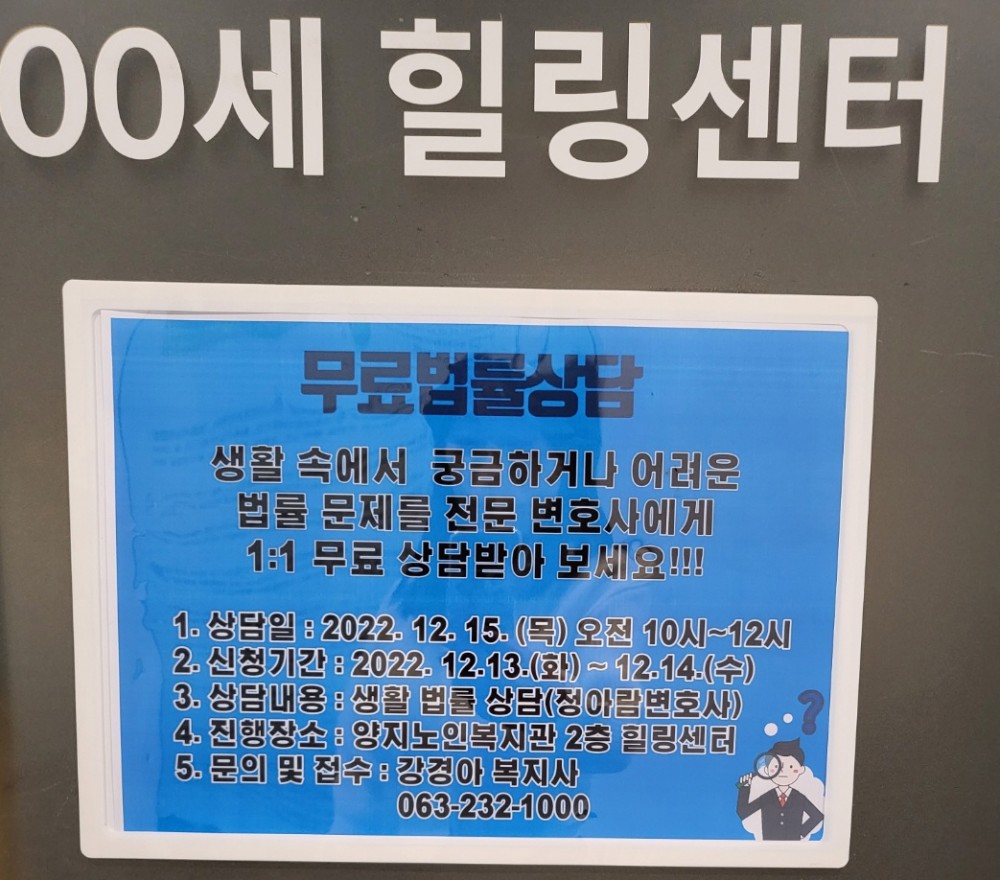 00세 힐링센터
무료법률상담
생활 속에서 궁금하거나 어려운
법률 문제를 전문 변호사에게
1:1 무료 상담받아 보세요!!!
1. 상담일 : 2022. 12. 15. (목) 오전 10시~12시
2. 신청기간 : 2022. 12.13.(화) ~ 12.14.(수)
3. 상담내용 : 생활 법률 상담(정아람변호사)
4. 진행장소 : 양지노인복지관 2층 힐링센터
5. 문의 및 접수 : 강경아 복지사
063-232-1000
?